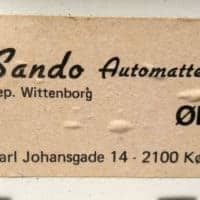 Sando Automatte
ep. Wittenborg
Ø
arl Johansgade 14 - 2100 Kø